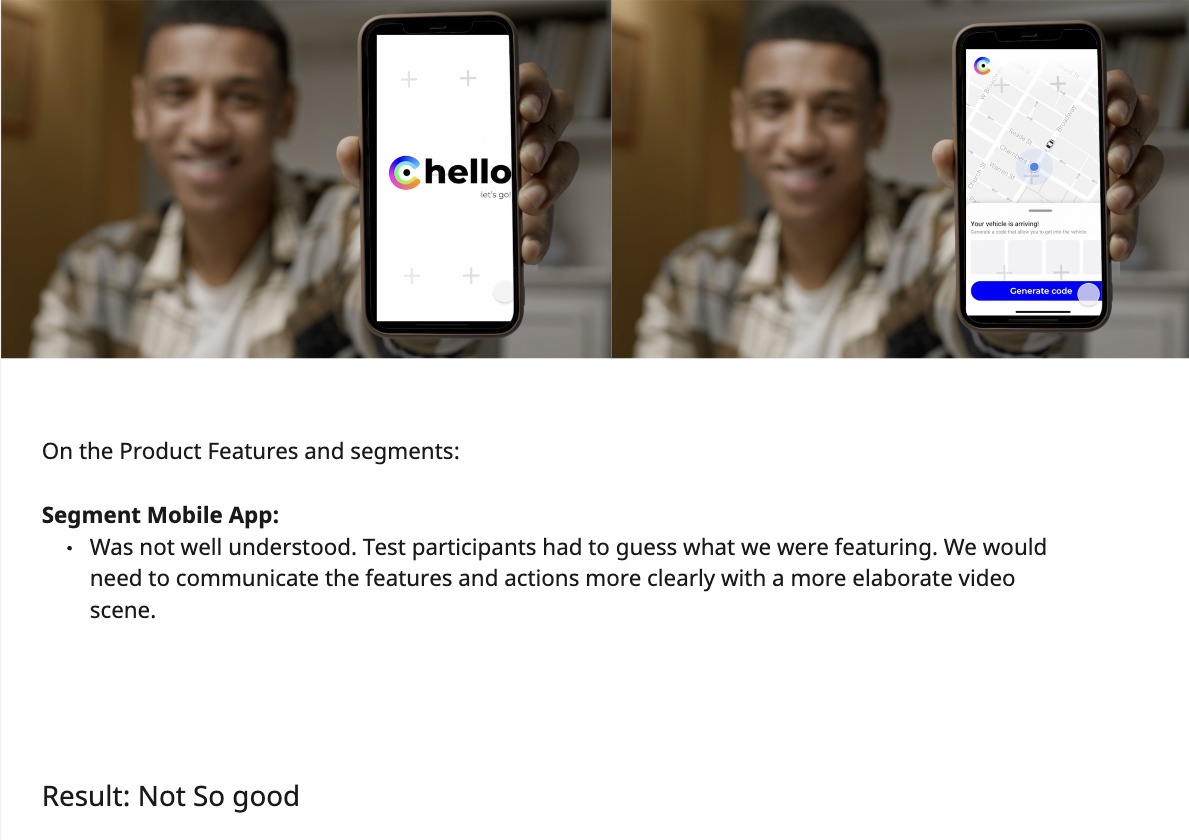 hello
let's go!
W Broadway
Reade St
Broadway
Chambers
Warren St
Church St
Your vehicle is arriving!
Generate a code that allow you to get into the vehicle
Generate code
On the Product Features and segments:
Segment Mobile App:
• Was not well understood. Test participants had to guess what we were featuring. We would
need to communicate the features and actions more clearly with a more elaborate video
scene.
Result: Not So good